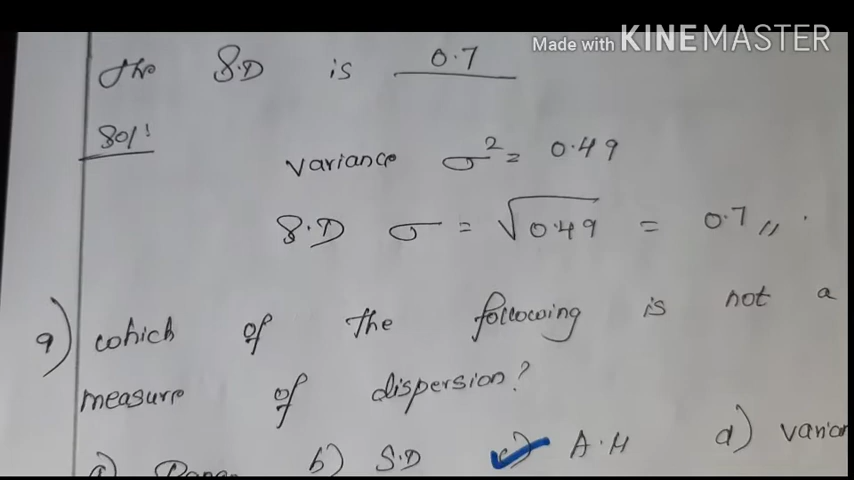 Made with KINEMASTER
The S.D is 0.7
Sol:
variance σ² = 0.49
S.D σ = √0.49 = 0.7 ,,
9) which of the following is not a
measure of dispersion?
a) b) S.D c) A.M d)